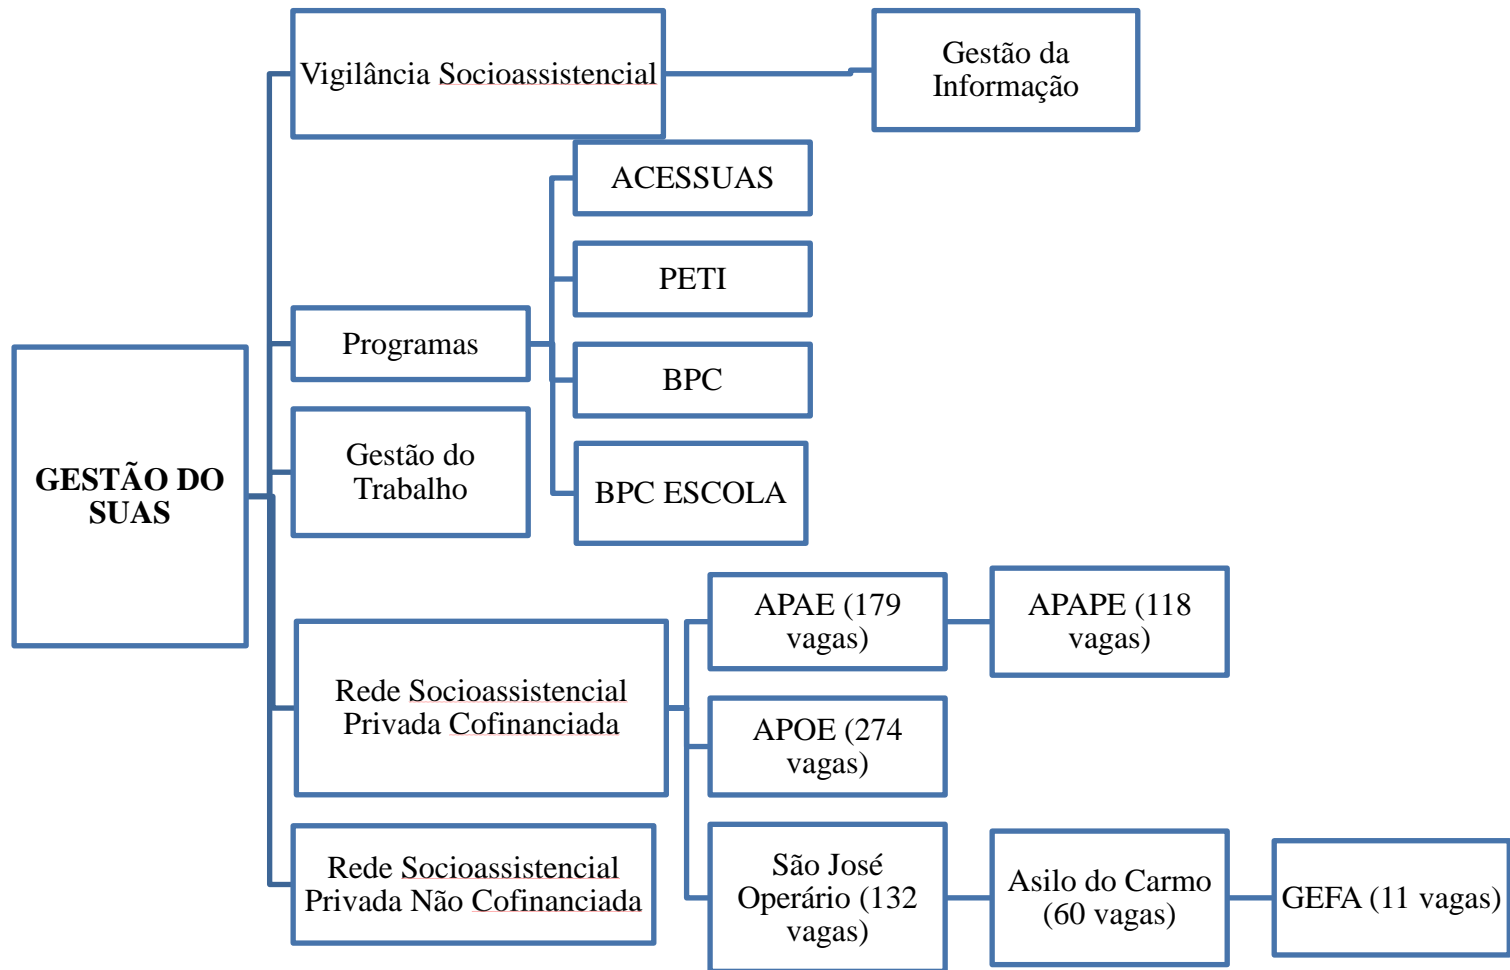 Vigilância Socioassistencial
Gestão da
Informação
ACESSUAS
PETI
Programas
BPC
BPC ESCOLA
Gestão do
Trabalho
GESTÃO DO
SUAS
APAE (179
vagas)
APAPE (118
vagas)
Rede Socioassistencial
Privada Cofinanciada
APOE (274
vagas)
São José
Operário (132
vagas)
Asilo do Carmo
(60 vagas)
GEFA (11 vagas)
Rede Socioassistencial
Privada Não Cofinanciada